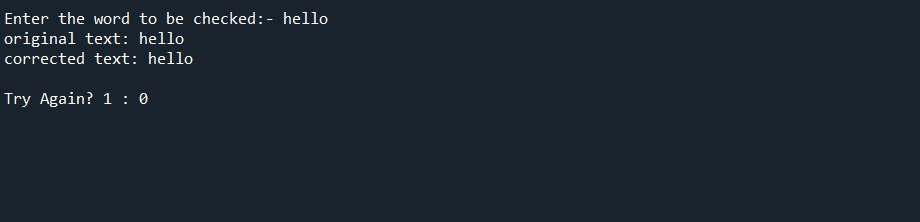 Enter the word to be checked:- hello
original text: hello
corrected text: hello
Try Again? 1 : 0